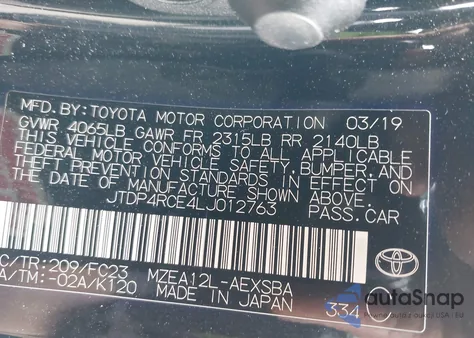 MFD. BY: TOYOTA MOTOR CORPORATION 03/19
GVWR 4065LB GAWR FR 2315LB RR 2140LB
THIS VEHICLE CONFORMS TO ALL APPLICABLE
FEDERAL MOTOR VEHICLE SAFETY, BUMPER, AND
THEFT PREVENTION STANDARDS IN EFFECT ON
THE DATE OF MANUFACTURE SHOWN ABOVE.
JTDP4RCE4LJ012763 PASS.CAR
C/TR: 209/FC23 MZEA12L-AEXSBA
A/TM: -02A/K120 MADE IN JAPAN 334
TOYOTA
autoSnap